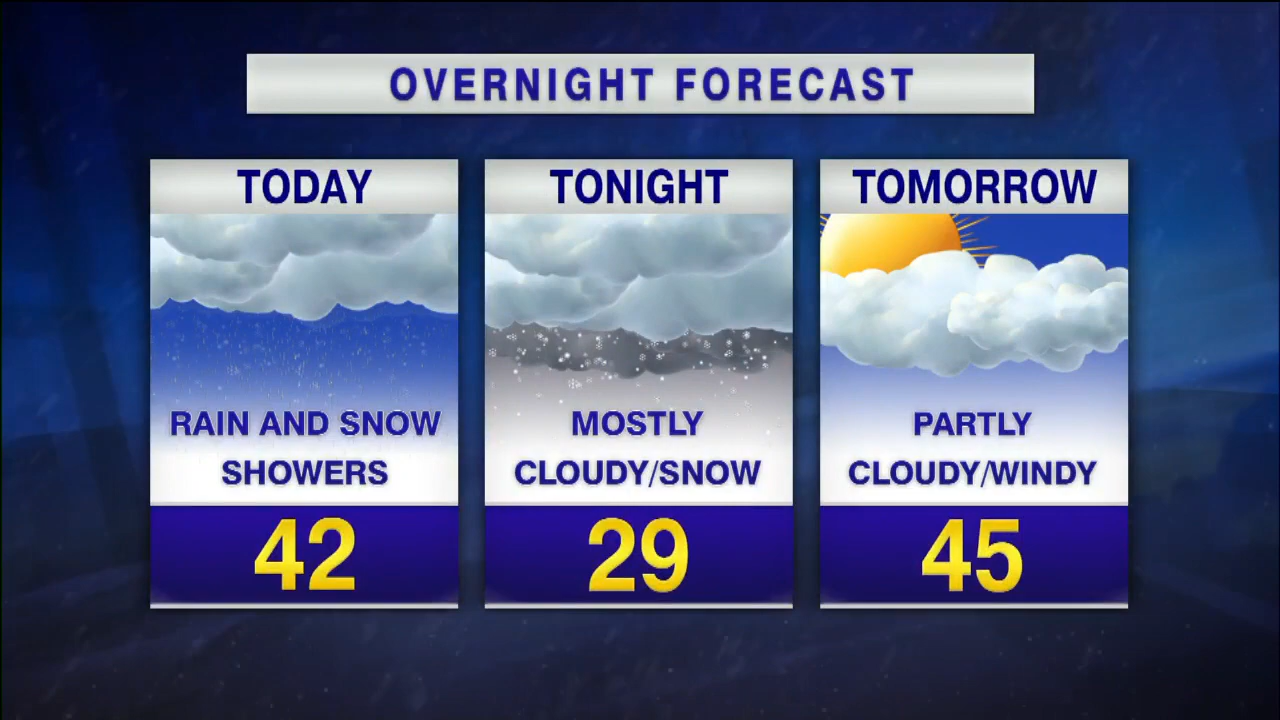 OVERNIGHT FORECAST
TODAY
RAIN AND SNOW
SHOWERS
42
TONIGHT
MOSTLY
CLOUDY/SNOW
29
TOMORROW
PARTLY
CLOUDY/WINDY
45